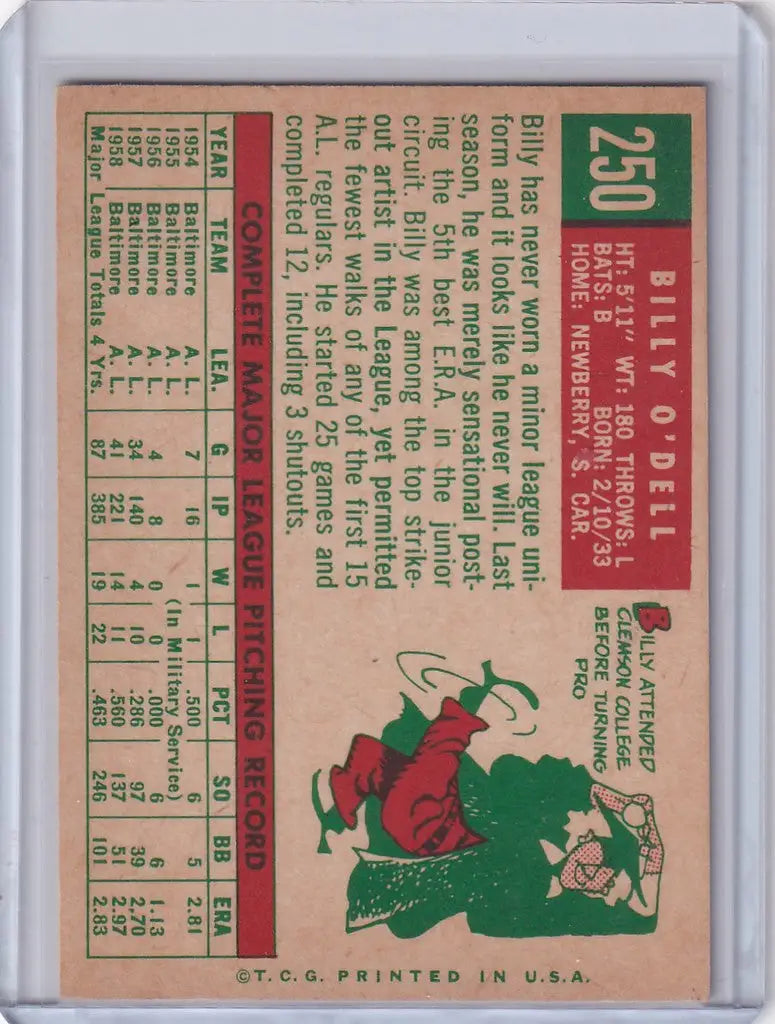 250
BILLY O'DELL
HT: 5'11" WT: 180 THROWS: L
BATS: B BORN: 2/10/33
HOME: NEWBERRY, S. CAR.
Billy has never worn a minor league uni-
form and it looks like he never will. Last
season, he was merely sensational post-
ing the 5th best E.R.A. in the junior
circuit. Billy was among the top strike-
out artist in the League, yet permitted
the fewest walks of any of the first 15
A.L. regulars. He started 25 games and
completed 12, including 3 shutouts.
BILLY ATTENDED
CLEMSON COLLEGE
BEFORE TURNING
PRO
COMPLETE MAJOR LEAGUE PITCHING RECORD
YEAR TEAM LEA. G IP W L PCT SO BB ERA
1954 Baltimore A.L. 7 16 1 1 .500 6 5 2.81
1955 Baltimore A.L. (In Military Service)
1956 Baltimore A.L. 4 8 0 0 .000 6 6 1.13
1957 Baltimore A.L. 34 140 4 10 .286 97 39 2.70
1958 Baltimore A.L. 41 221 14 11 .560 137 51 2.97
Major League Totals 4 Yrs. 87 385 19 22 .463 246 101 2.83
©T.C.G. PRINTED IN U.S.A.